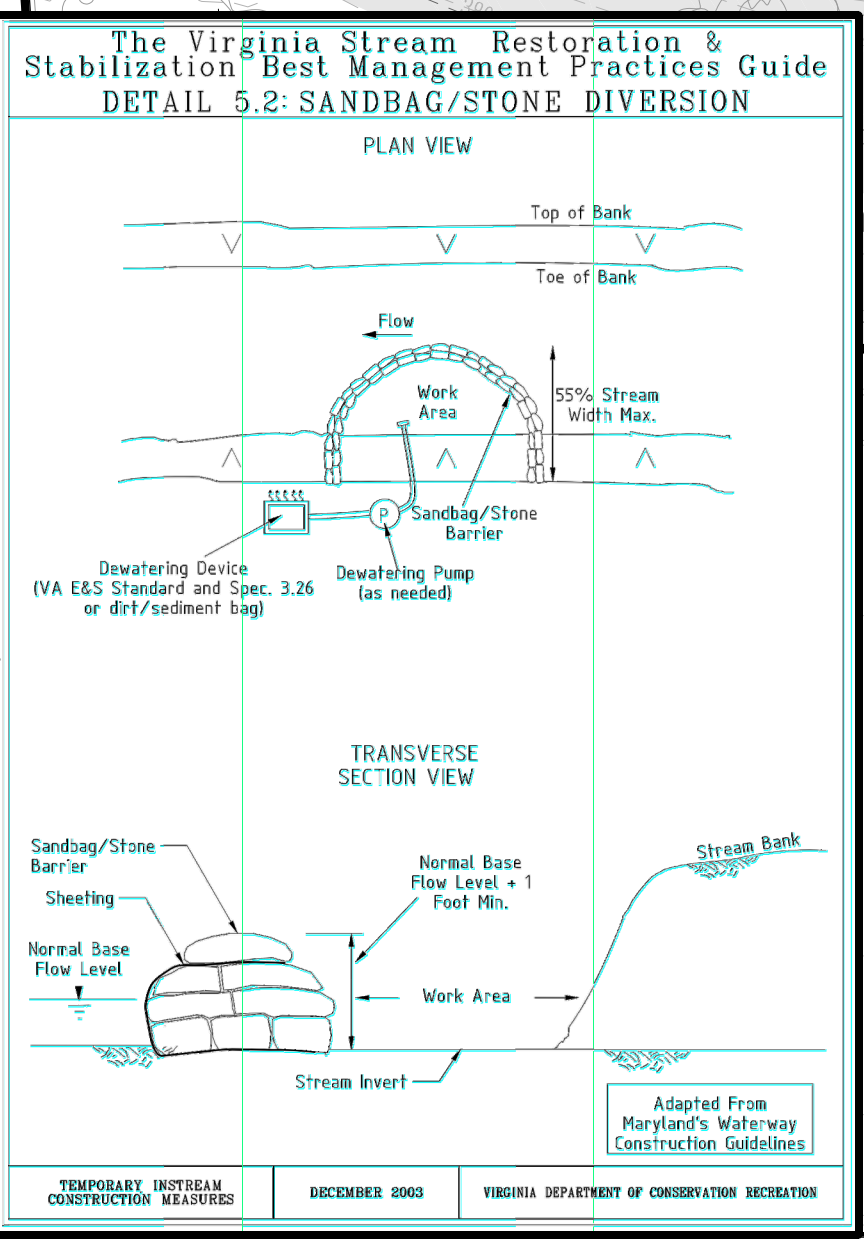 The Virginia Stream Restoration &
Stabilization Best Management Practices Guide
DETAIL 5.2: SANDBAG/STONE DIVERSION
PLAN VIEW
Top of Bank
Toe of Bank
Flow
Work
Area
55% Stream
Width Max.
P
Sandbag/Stone
Barrier
Dewatering Device
(VA E&S Standard and Spec. 3.26
or dirt/sediment bag)
Dewatering Pump
(as needed)
TRANSVERSE
SECTION VIEW
Sandbag/Stone
Barrier
Sheeting
Normal Base
Flow Level
Normal Base
Flow Level + 1
Foot Min.
Stream Bank
Work Area
Stream Invert
Adapted From
Maryland's Waterway
Construction Guidelines
TEMPORARY INSTREAM
CONSTRUCTION MEASURES
DECEMBER 2003
VIRGINIA DEPARTMENT OF CONSERVATION RECREATION